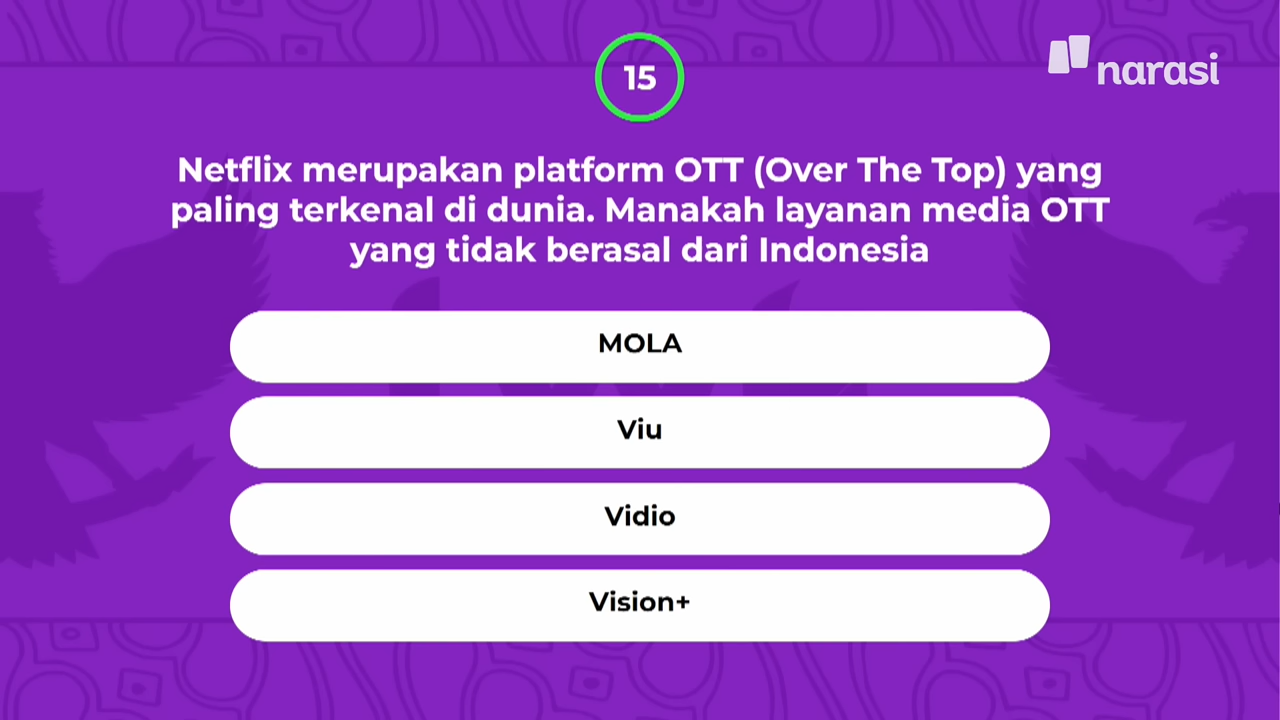 15
narasi
Netflix merupakan platform OTT (Over The Top) yang
paling terkenal di dunia. Manakah layanan media OTT
yang tidak berasal dari Indonesia
MOLA
Viu
Vidio
Vision+